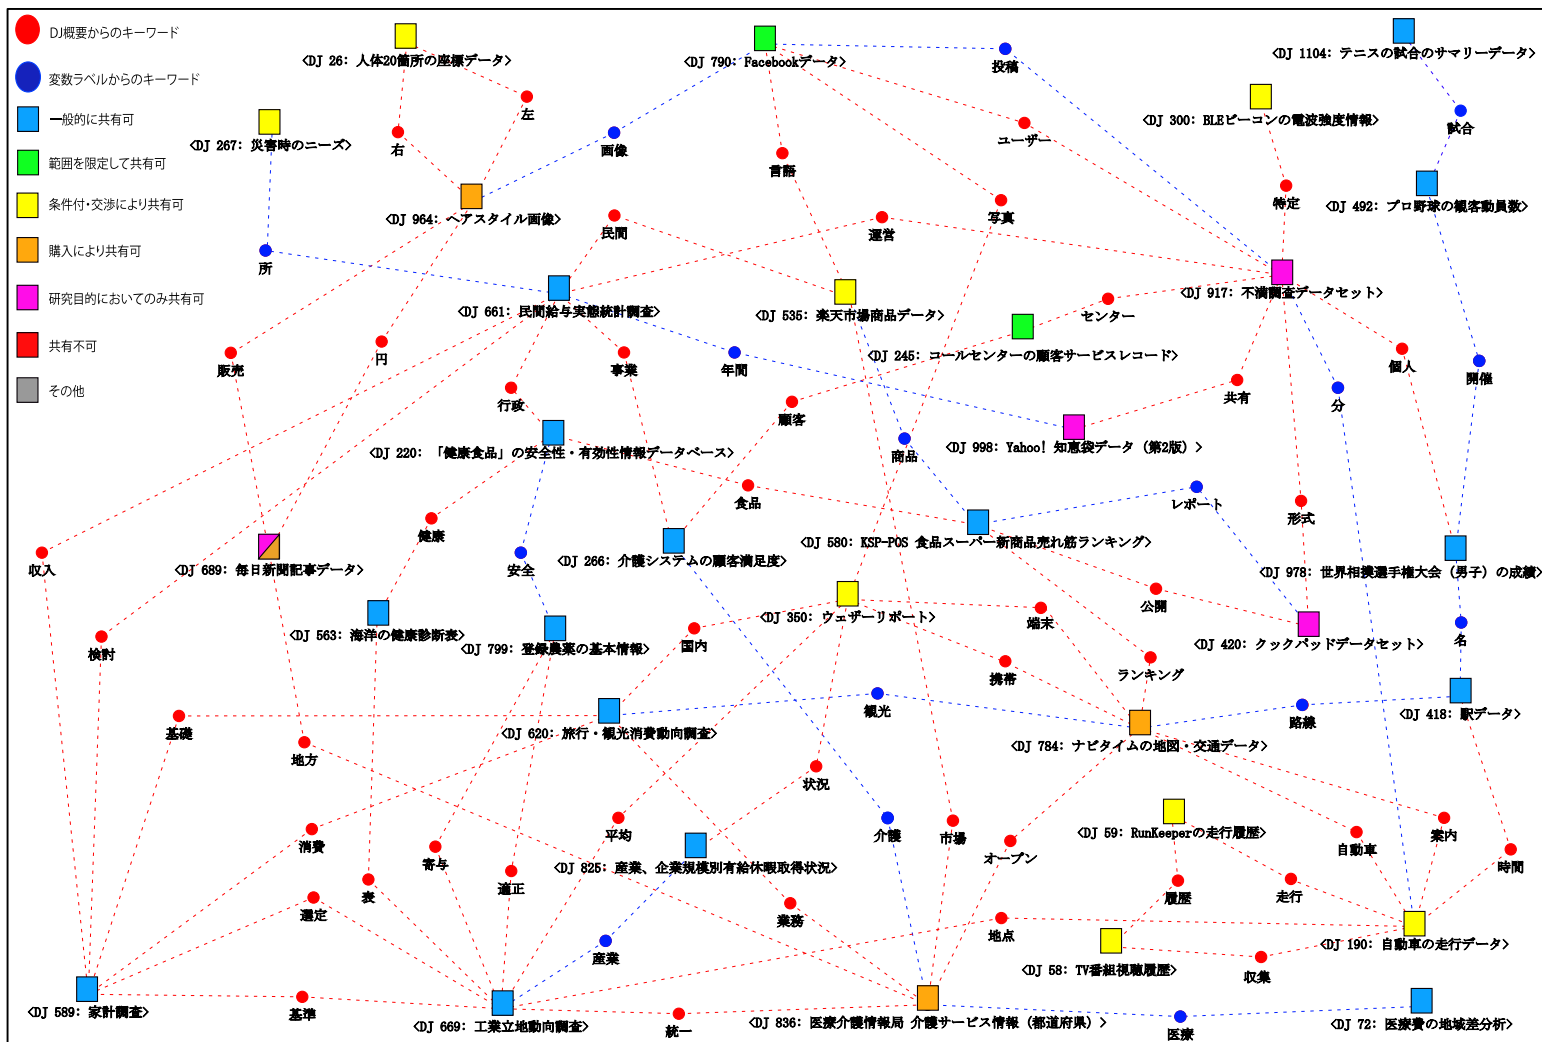 DJ概要からのキーワード
変数ラベルからのキーワード
一般的に共有可
範囲を限定して共有可
条件付・交渉により共有可
購入により共有可
研究目的においてのみ共有可
共有不可
その他
<DJ 26: 人体20箇所の座標データ>
<DJ 790: Facebookデータ>
投稿
<DJ 1104: テニスの試合のサマリーデータ>
左
<DJ 300: BLEビーコンの電波強度情報>
試合
<DJ 267: 災害時のニーズ>
右
画像
言語
ユーザー
<DJ 964: ヘアスタイル画像>
写真
特定
<DJ 492: プロ野球の観客動員数>
民間
運営
所
<DJ 661: 民間給与実態統計調査>
<DJ 535: 楽天市場商品データ>
センター
<DJ 917: 不満調査データセット>
<DJ 245: コールセンターの顧客サービスレコード>
販売
円
事業
年間
個人
開催
行政
顧客
共有
分
<DJ 220: 「健康食品」の安全性・有効性情報データベース>
商品
<DJ 998: Yahoo! 知恵袋データ (第2版) >
食品
レポート
形式
健康
収入
<DJ 689: 毎日新聞記事データ>
安全
<DJ 266: 介護システムの顧客満足度>
<DJ 580: KSP-POS 食品スーパー新商品売れ筋ランキング>
<DJ 978: 世界相撲選手権大会 (男子) の成績>
公開
<DJ 563: 海洋の健康診断表>
<DJ 799: 登録農薬の基本情報>
国内
<DJ 350: ウェザーリポート>
端末
<DJ 420: クックパッドデータセット>
名
検討
携帯
ランキング
基礎
<DJ 620: 旅行・観光消費動向調査>
観光
路線
<DJ 418: 駅データ>
地方
<DJ 784: ナビタイムの地図・交通データ>
状況
消費
寄与
平均
<DJ 825: 産業、企業規模別有給休暇取得状況>
介護
市場
オープン
<DJ 59: RunKeeperの走行履歴>
自動車
案内
時間
表
適正
選定
業務
履歴
走行
産業
地点
<DJ 190: 自動車の走行データ>
<DJ 58: TV番組視聴履歴>
収集
<DJ 589: 家計調査>
基準
<DJ 669: 工業立地動向調査>
統一
<DJ 836: 医療介護情報局 介護サービス情報 (都道府県) >
医療
<DJ 72: 医療費の地域差分析>